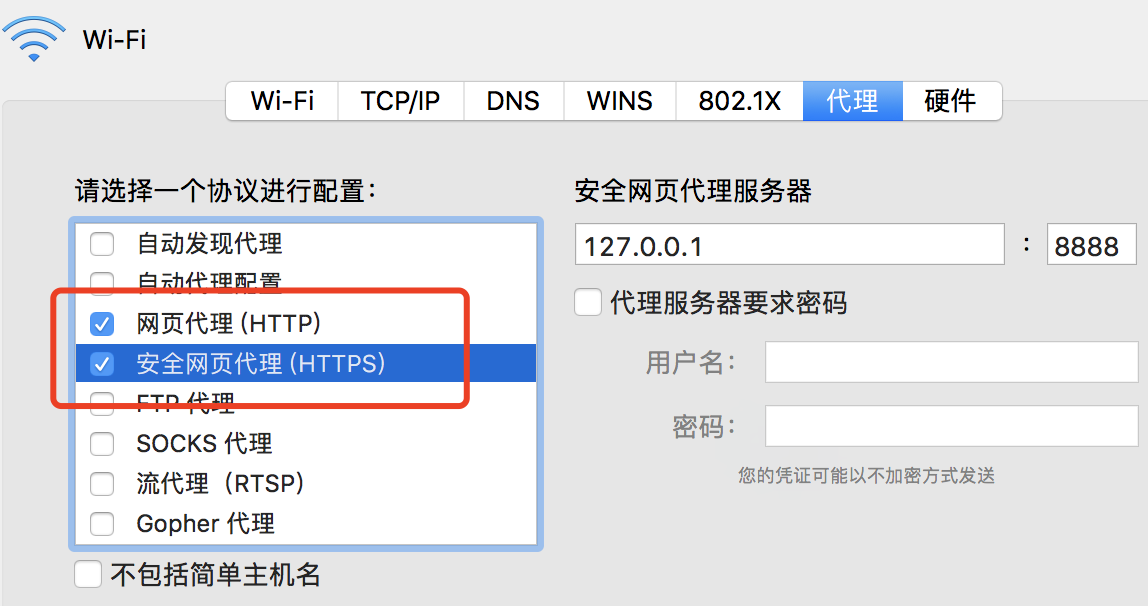 Wi-Fi
Wi-Fi TCP/IP DNS WINS 802.1X 代理 硬件
请选择一个协议进行配置：
自动发现代理
自动代理配置
网页代理 (HTTP)
安全网页代理 (HTTPS)
FTP 代理
SOCKS 代理
流代理（RTSP）
Gopher 代理
不包括简单主机名
安全网页代理服务器
127.0.0.1 : 8888
代理服务器要求密码
用户名：
密码：
您的凭证可能以不加密方式发送